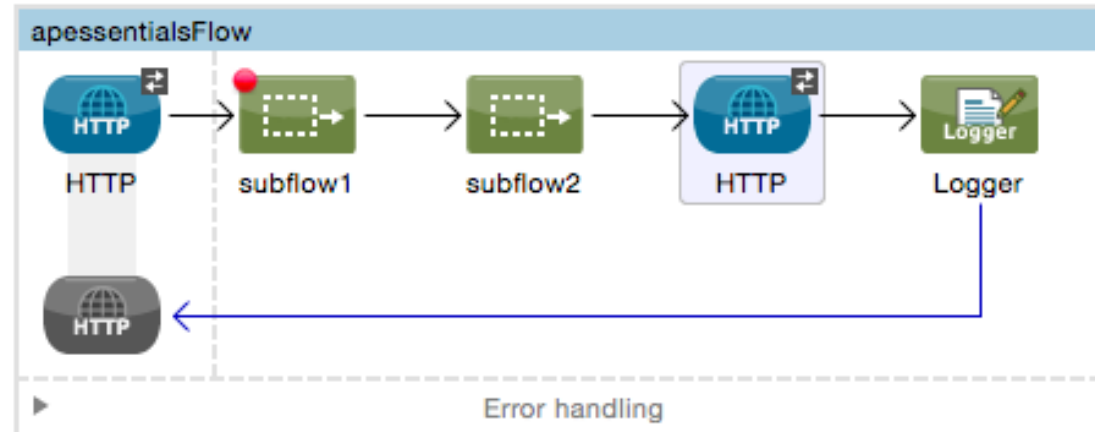 apessentialsFlow
HTTP
HTTP
Logger
HTTP
subflow1
subflow2
HTTP
Logger
HTTP
Error handling